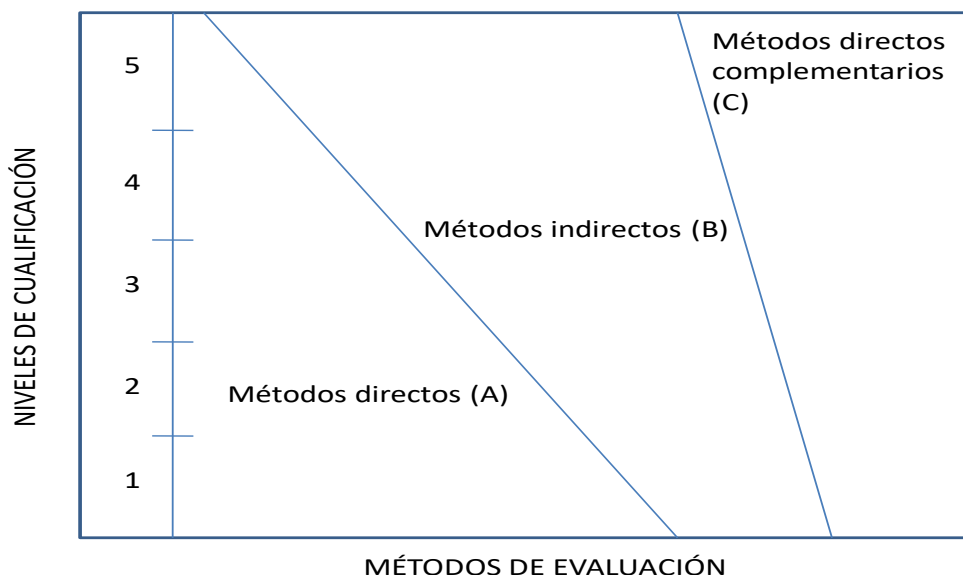 NIVELES DE CUALIFICACIÓN
5
4
3
2
1
Métodos directos
complementarios
(C)
Métodos indirectos (B)
Métodos directos (A)
MÉTODOS DE EVALUACIÓN